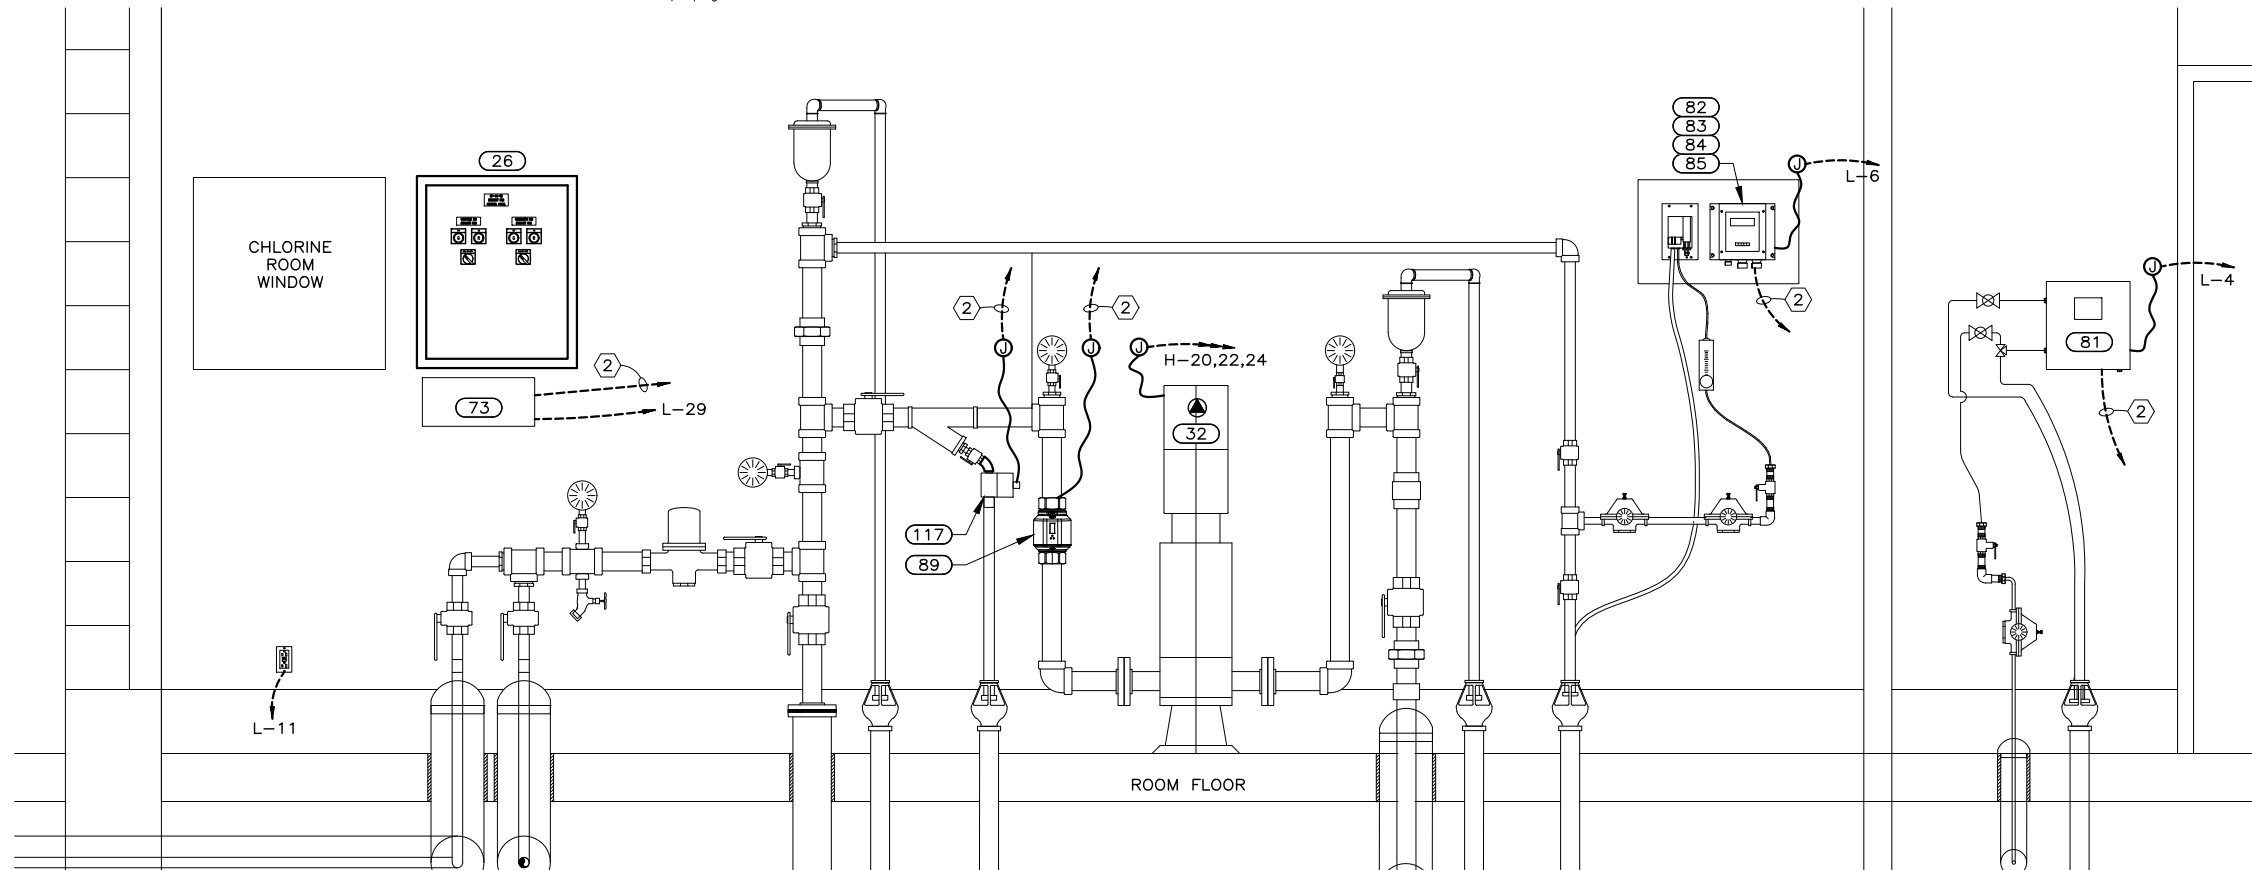 82
83
84
85
26
J
L-6
CHLORINE
ROOM
WINDOW
J
L-4
2
2
2
J
J
J
H-20,22,24
81
2
73
L-29
2
32
117
89
L-11
ROOM FLOOR